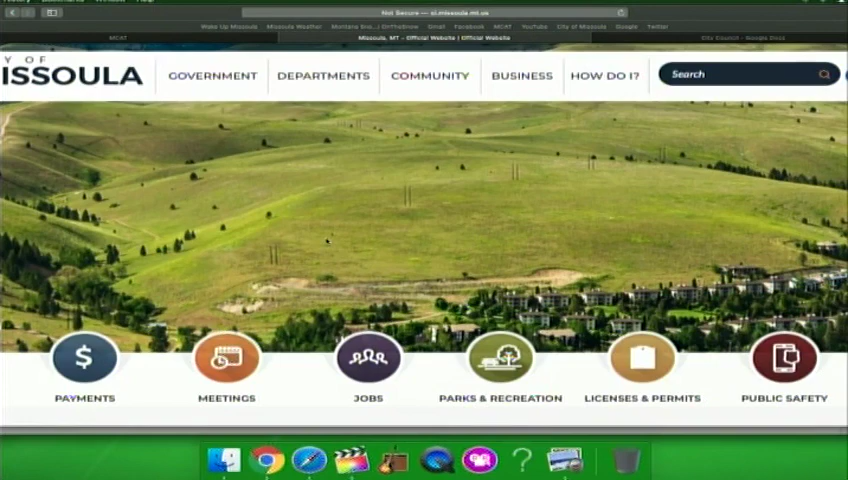 Not Secure — ci.missoula.mt.us
Wake Up Missoula Missoula Weather Gmail Facebook MCAT YouTube City of Missoula Google Twitter
MCAT Missoula, MT - Official Website | Official Website City Council - Google Docs
Y OF
ISSOULA
GOVERNMENT DEPARTMENTS COMMUNITY BUSINESS HOW DO I? Search
PAYMENTS MEETINGS JOBS PARKS & RECREATION LICENSES & PERMITS PUBLIC SAFETY